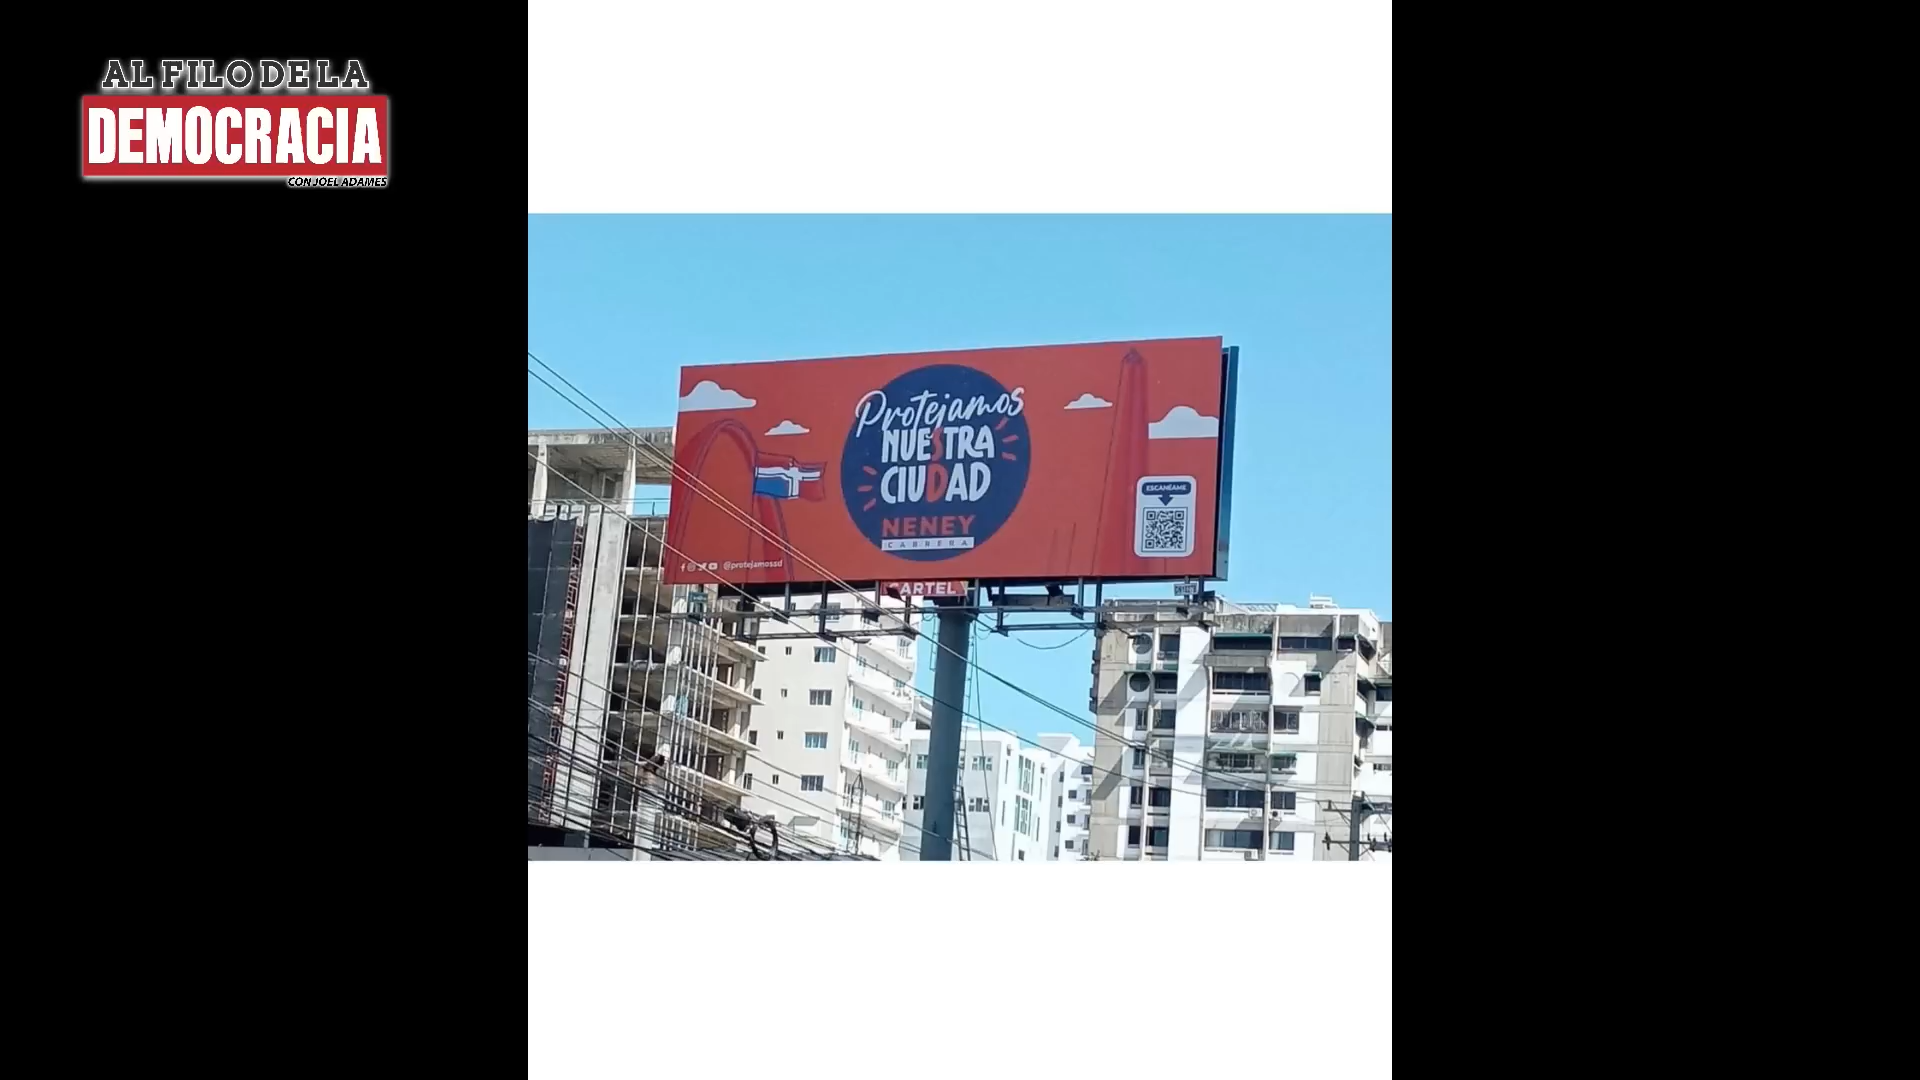 AL FILO DE LA
DEMOCRACIA
CON JOEL ADAMES
Protejamos
NUESTRA
CIUDAD
NENEY
CABRERA
ESCANÉAME
@protejamossd
CARTEL